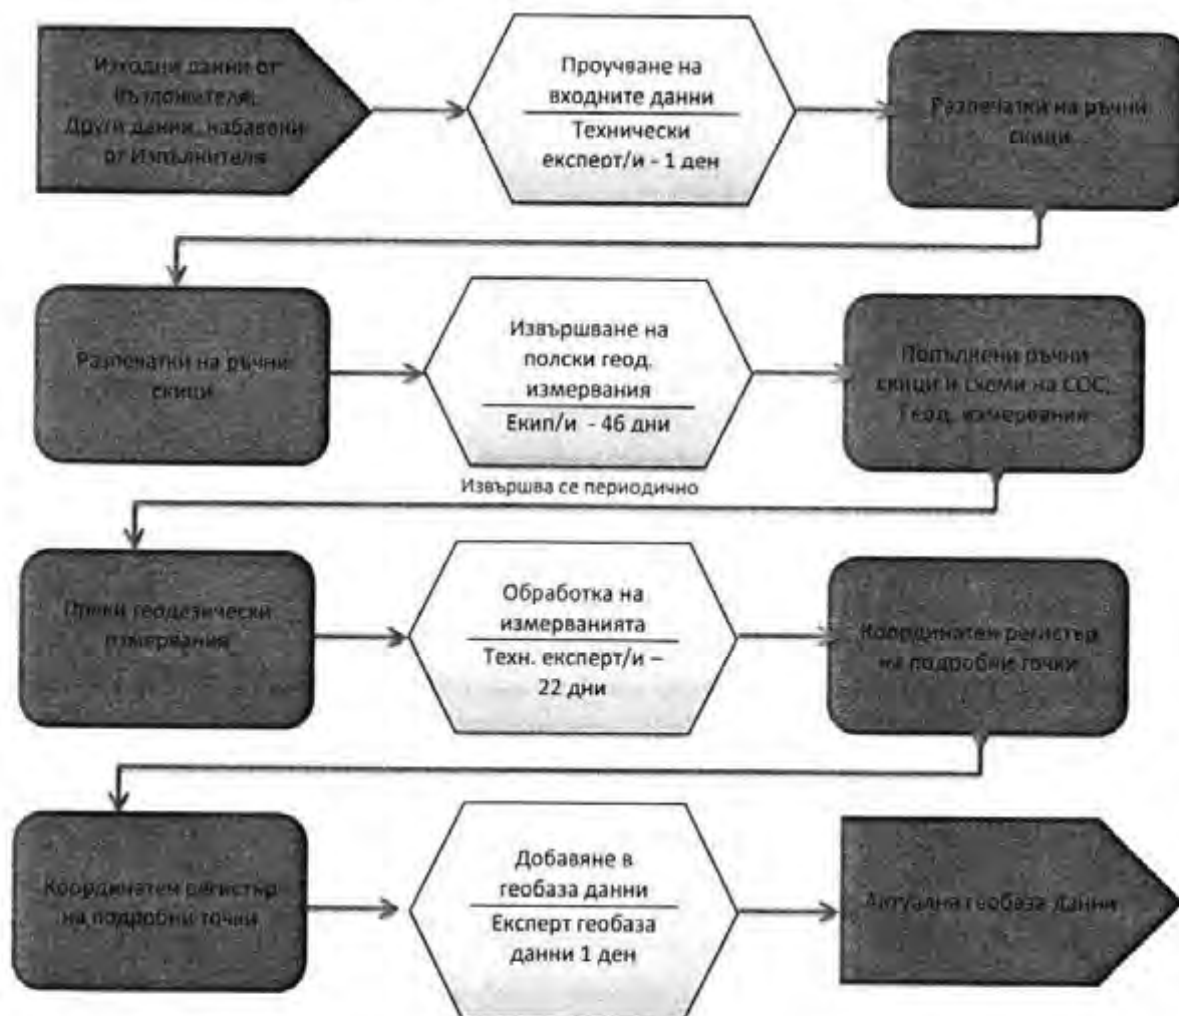 Изходни данни от
Възложителя,
Други данни, набавени
от Изпълнителя
Проучване на
входните данни
Технически
експерт/и - 1 ден
Разпечатки на ръчни
скици
Разпечатки на ръчни
скици
Извършване на
полски геод.
измервания
Екип/и - 46 дни
Попълнени ръчни
скици и схеми на СОС,
Геод. измервания
Извършва се периодично
геодезически
измервания
Обработка на
измерванията
Техн. експерт/и –
22 дни
Координатен регистър
на подробни точки
Координатен регистър
на подробни точки
Добавяне в
геобаза данни
Експерт геобаза
данни 1 ден
Актуална геобаза данни